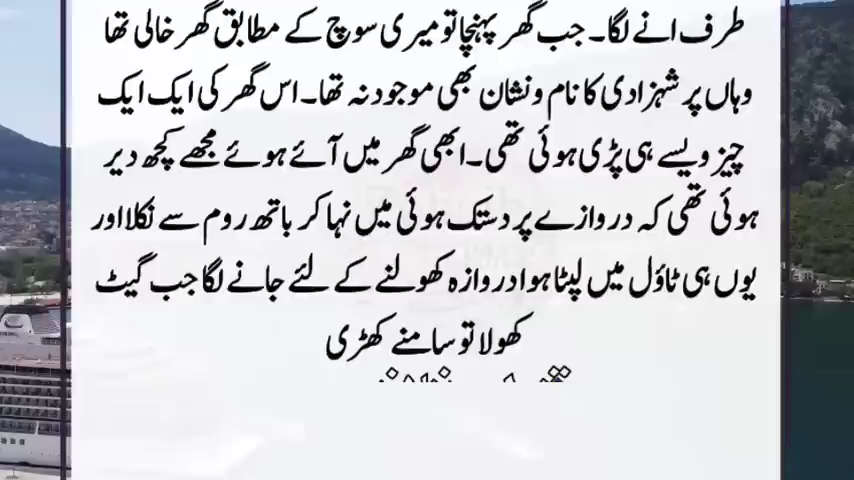 طرف انے لگا۔ جب گھر پہنچا تو میری سوچ کے مطابق گھر خالی تھا
وہاں پر شہزادی کا نام و نشان بھی موجود نہ تھا۔ اس گھر کی ایک ایک
چیز ویسے ہی پڑی ہوئی تھی۔ ابھی گھر میں آئے ہوئے مجھے کچھ دیر
ہوئی تھی کہ دروازے پر دستک ہوئی میں نہا کر باتھ روم سے نکلا اور
یوں ہی ٹاؤل میں لپٹا ہوا دروازہ کھولنے کے لئے جانے لگا جب گیٹ
کھولا تو سامنے کھڑی